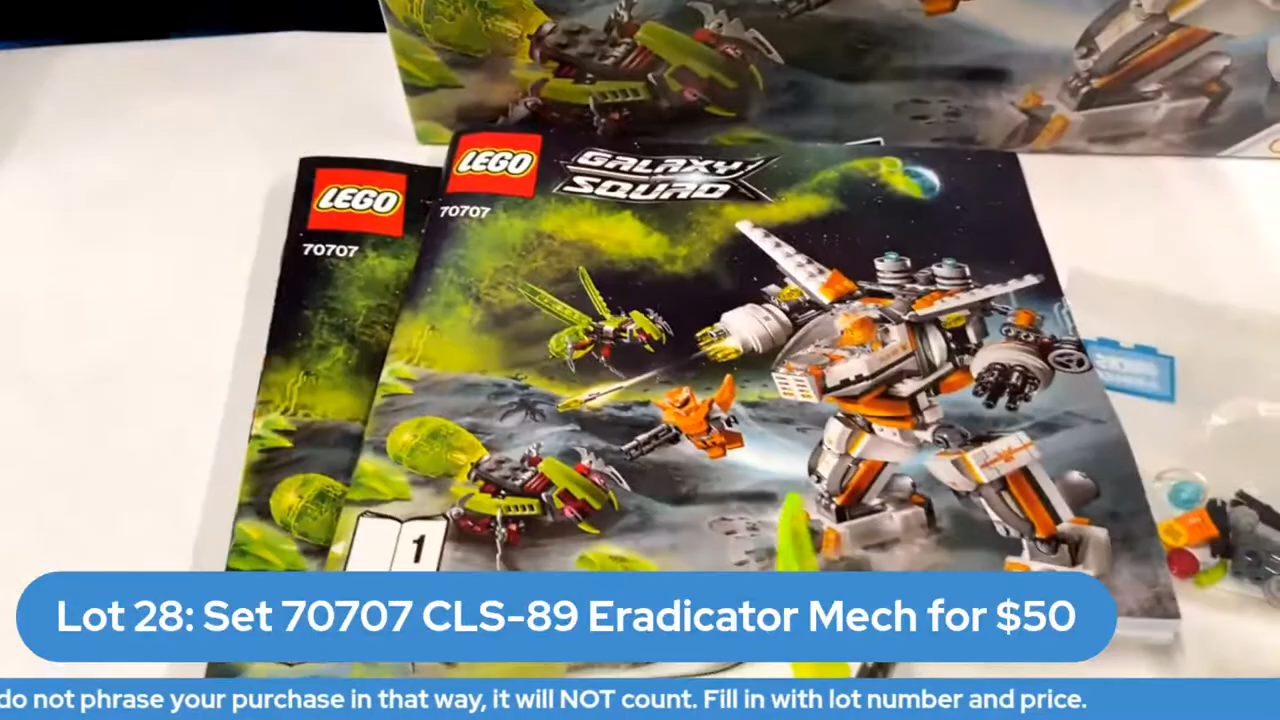 LEGO
GALAXY
SQUAD
70707
LEGO
70707
1
Lot 28: Set 70707 CLS-89 Eradicator Mech for $50
do not phrase your purchase in that way, it will NOT count. Fill in with lot number and price.